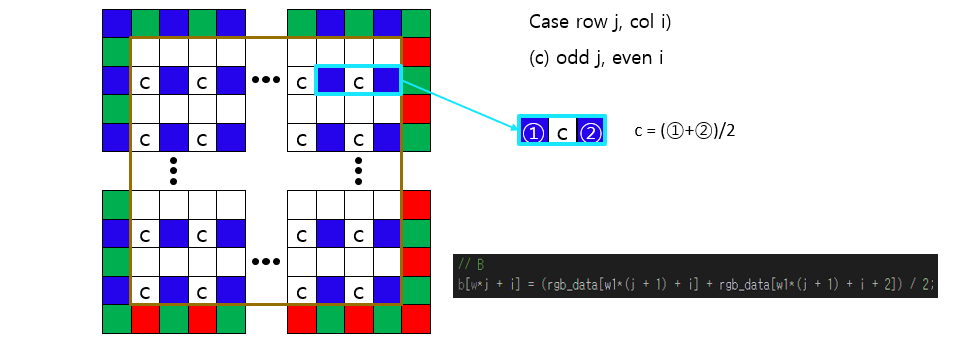 Case row j, col i)
(c) odd j, even i
c c ••• c c
① c ② c = (①+②)/2
c c c c
c c c c
•••
c c c c
// B
b[w*j + i] = (rgb_data[w1*(j + 1) + i] + rgb_data[w1*(j + 1) + i + 2]) / 2;